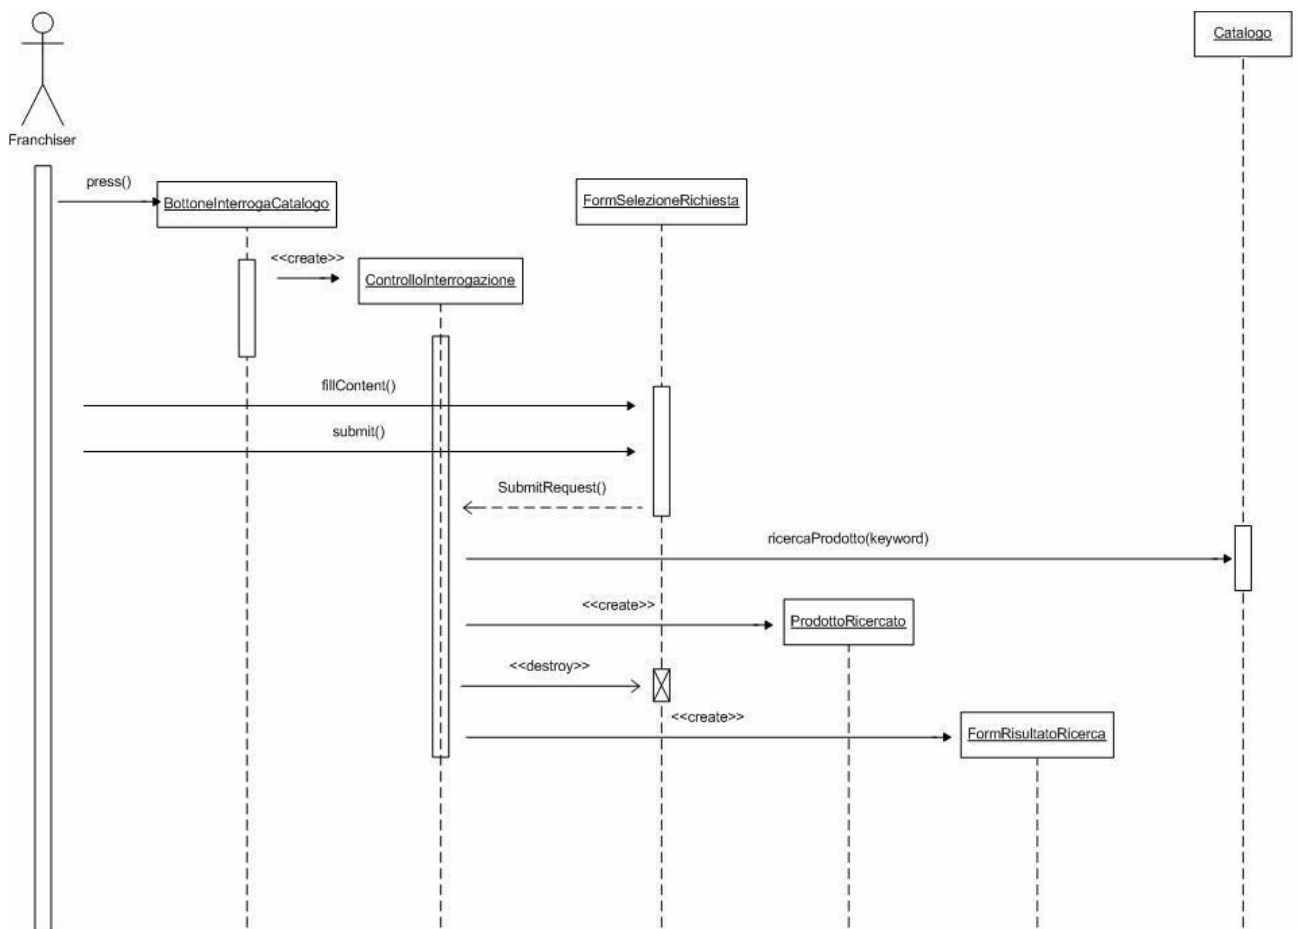 Catalogo
Franchiser
press()
BottoneInterrogaCatalogo
FormSelezioneRichiesta
<<create>>
ControlloInterrogazione
fillContent()
submit()
SubmitRequest()
ricercaProdotto(keyword)
<<create>>
ProdottoRicercato
<<destroy>>
<<create>>
FormRisultatoRicerca